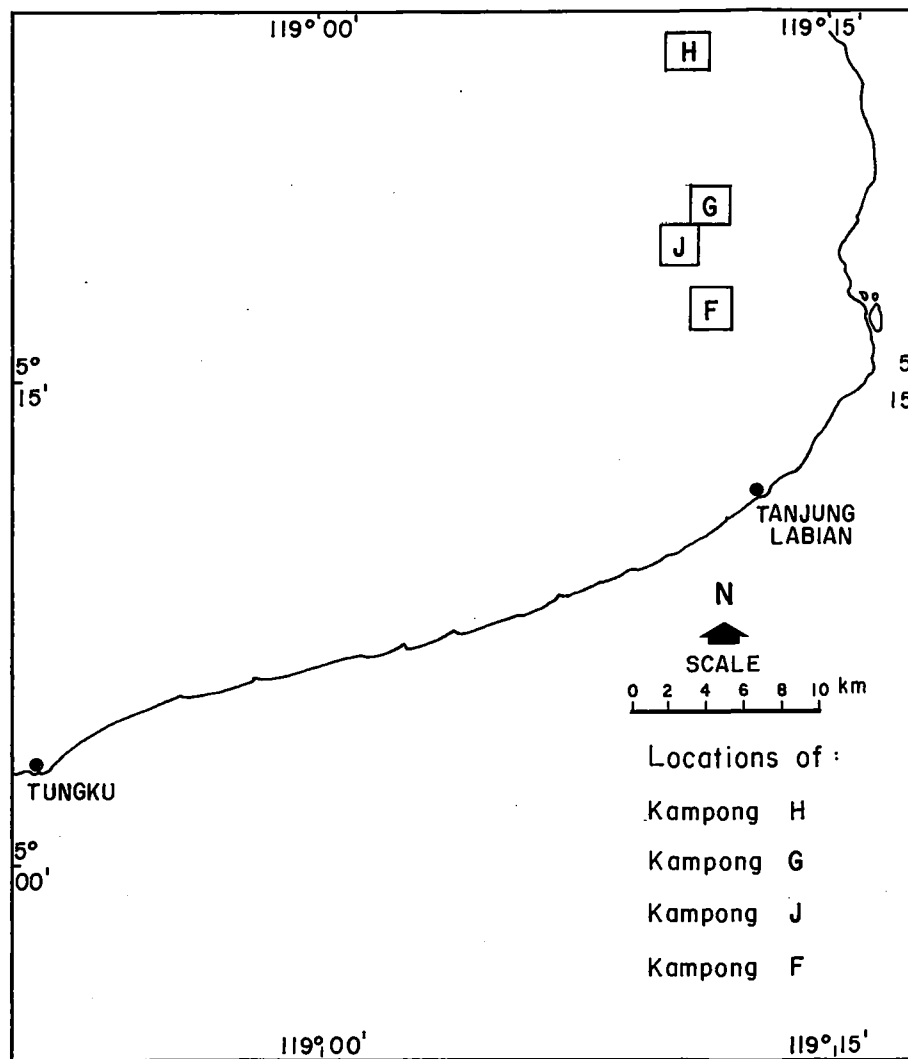 119°00'
119°15'
H
G
J
F
5°
15'
5
15
TANJUNG
LABIAN
N
SCALE
0 2 4 6 8 10 km
TUNGKU
Locations of :
Kampong H
5°
00'
Kampong G
Kampong J
Kampong F
119°00'
119°15'